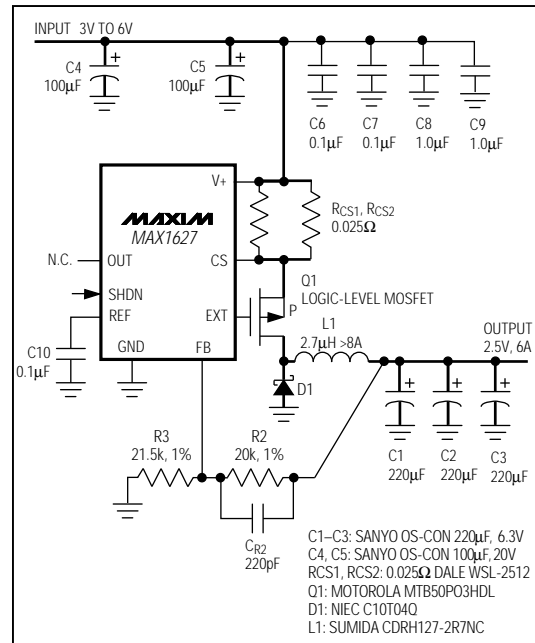 INPUT 3V TO 6V
C4
100μF
C5
100μF
C6
0.1μF
C7
0.1μF
C8
1.0μF
C9
1.0μF
V+
MAXIM
MAX1627
RCS1, RCS2
0.025Ω
N.C.
OUT
CS
Q1
LOGIC-LEVEL MOSFET
SHDN
P
REF
EXT
L1
2.7μH >8A
OUTPUT
2.5V, 6A
C10
0.1μF
GND
FB
D1
C1
220μF
C2
220μF
C3
220μF
R3
21.5k, 1%
R2
20k, 1%
CR2
220pF
C1–C3: SANYO OS-CON 220μF, 6.3V
C4, C5: SANYO OS-CON 100μF, 20V
RCS1, RCS2: 0.025Ω DALE WSL-2512
Q1: MOTOROLA MTB50PO3HDL
D1: NIEC C10T04Q
L1: SUMIDA CDRH127-2R7NC